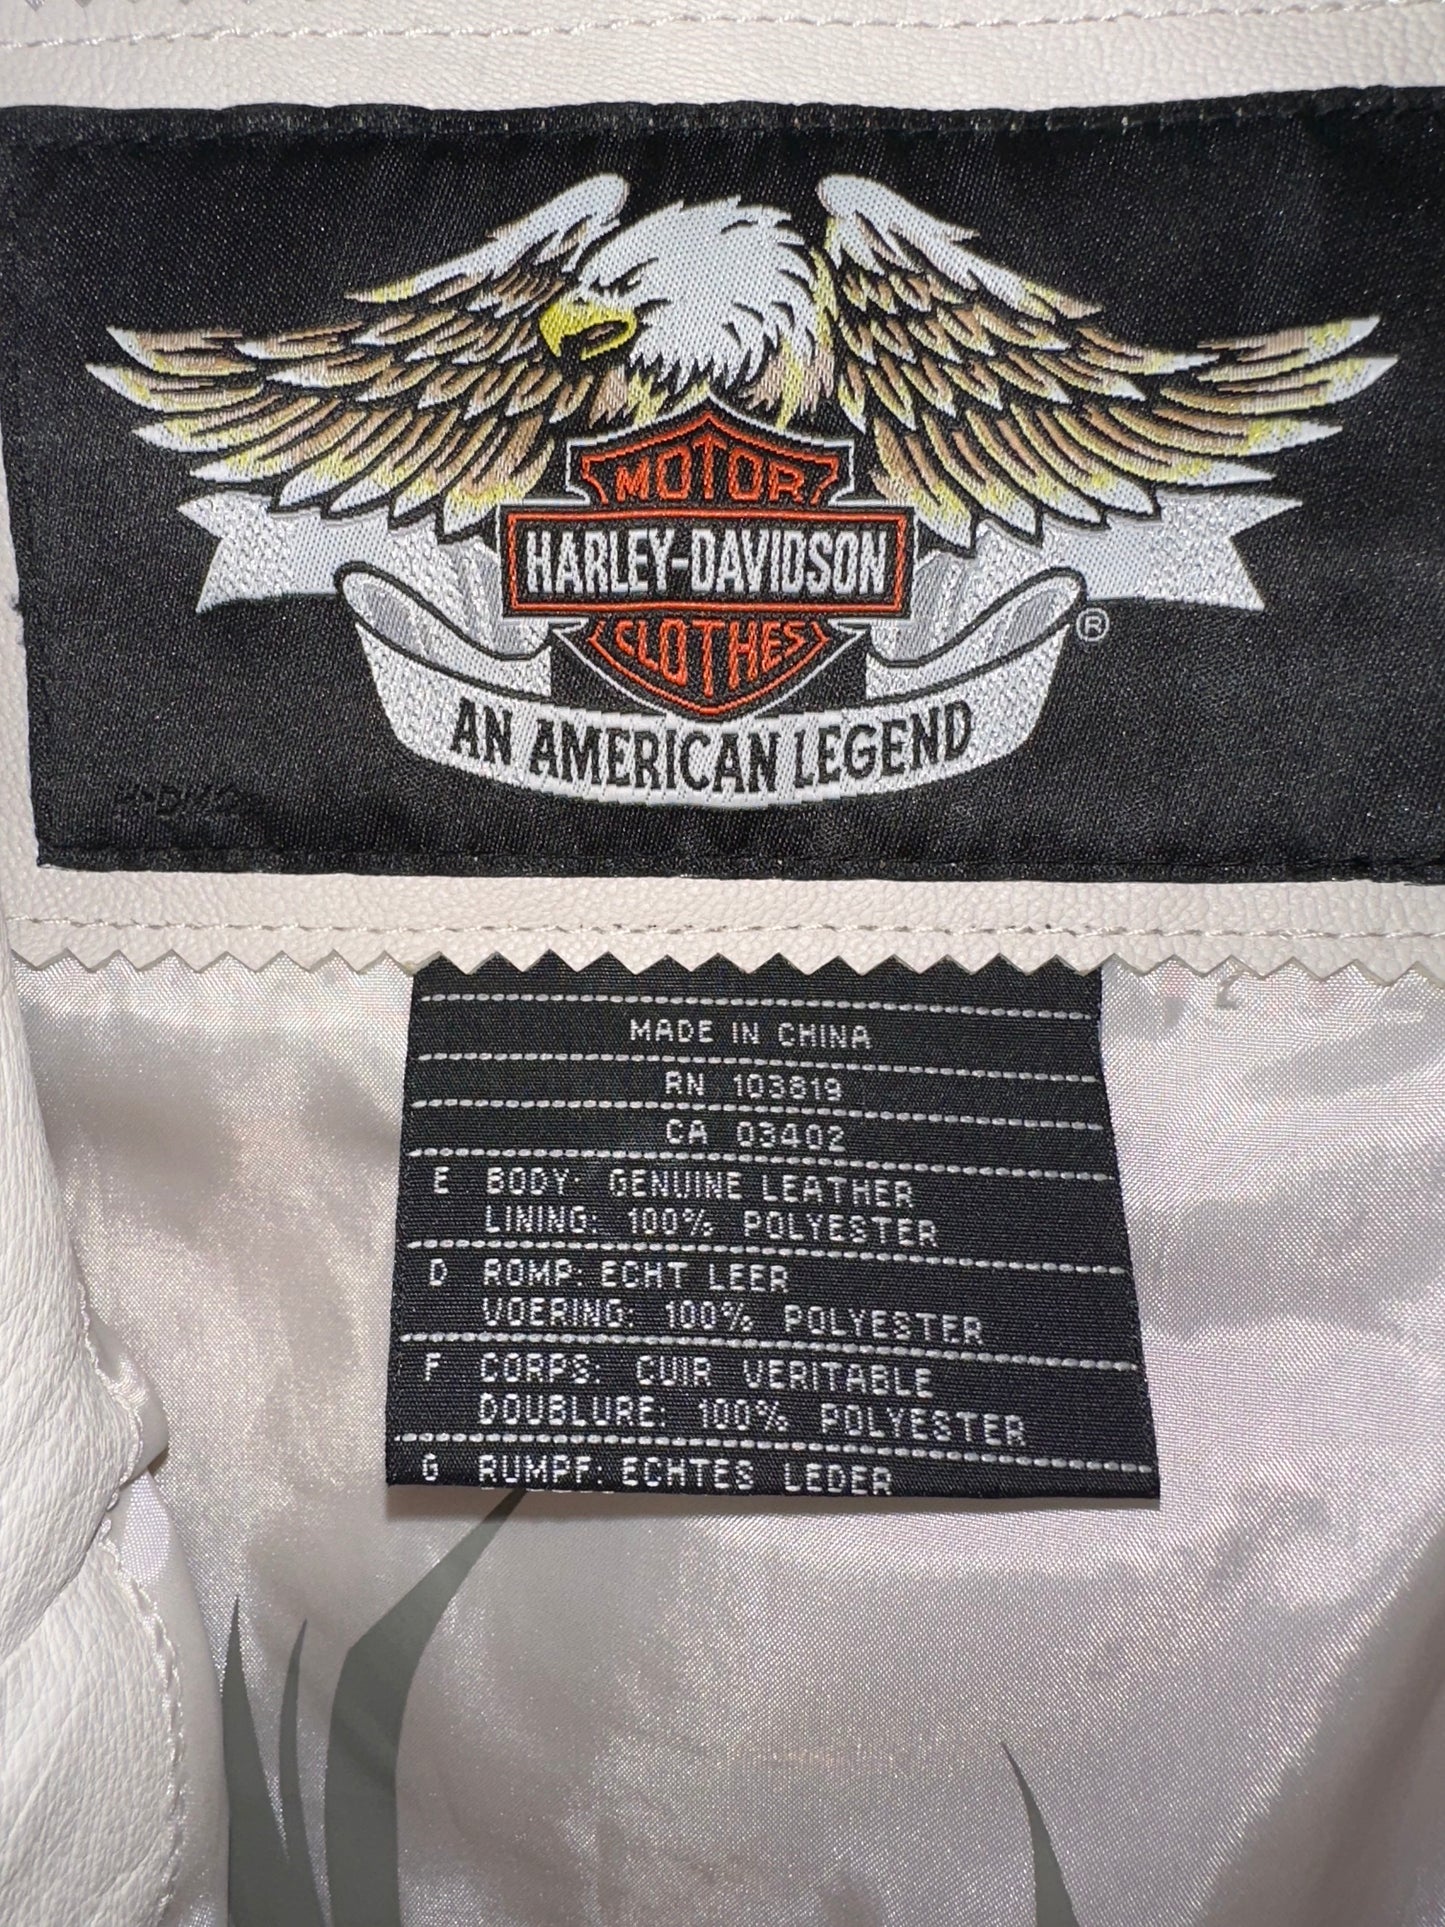 MOTOR
HARLEY-DAVIDSON
CLOTHES
®
AN AMERICAN LEGEND
MADE IN CHINA
RN 103819
CA 03402
E BODY: GENUINE LEATHER
LINING: 100% POLYESTER
D ROMP: ECHT LEER
VOERING: 100% POLYESTER
F CORPS: CUIR VERITABLE
DOUBLURE: 100% POLYESTER
G RUMPF: ECHTES LEDER